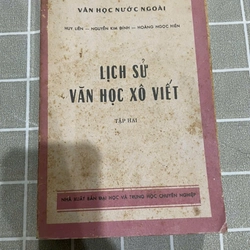 VĂN HỌC NƯỚC NGOÀI
HUY LIÊN — NGUYỄN KIM ĐÍNH — HOÀNG NGỌC HIẾN
LỊCH SỬ
VĂN HỌC XÔ VIẾT
TẬP HAI
NHÀ XUẤT BẢN ĐẠI HỌC VÀ TRUNG HỌC CHUYÊN NGHIỆP